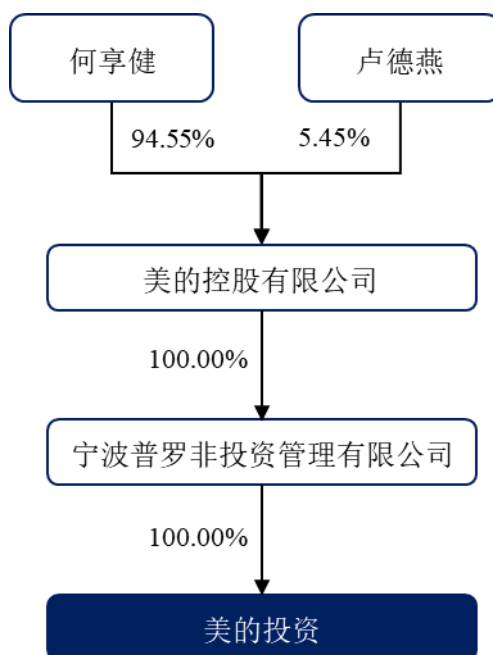 何享健
卢德燕
94.55%
5.45%
美的控股有限公司
100.00%
宁波普罗非投资管理有限公司
100.00%
美的投资